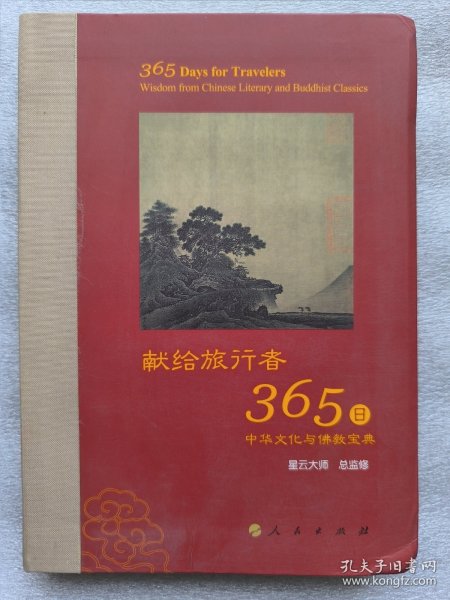 365 Days for Travelers
Wisdom from Chinese Literary and Buddhist Classics
献给旅行者
365日
中华文化与佛教宝典
星云大师 总监修
人民出版社
孔夫子旧书网
www.kongfz.com